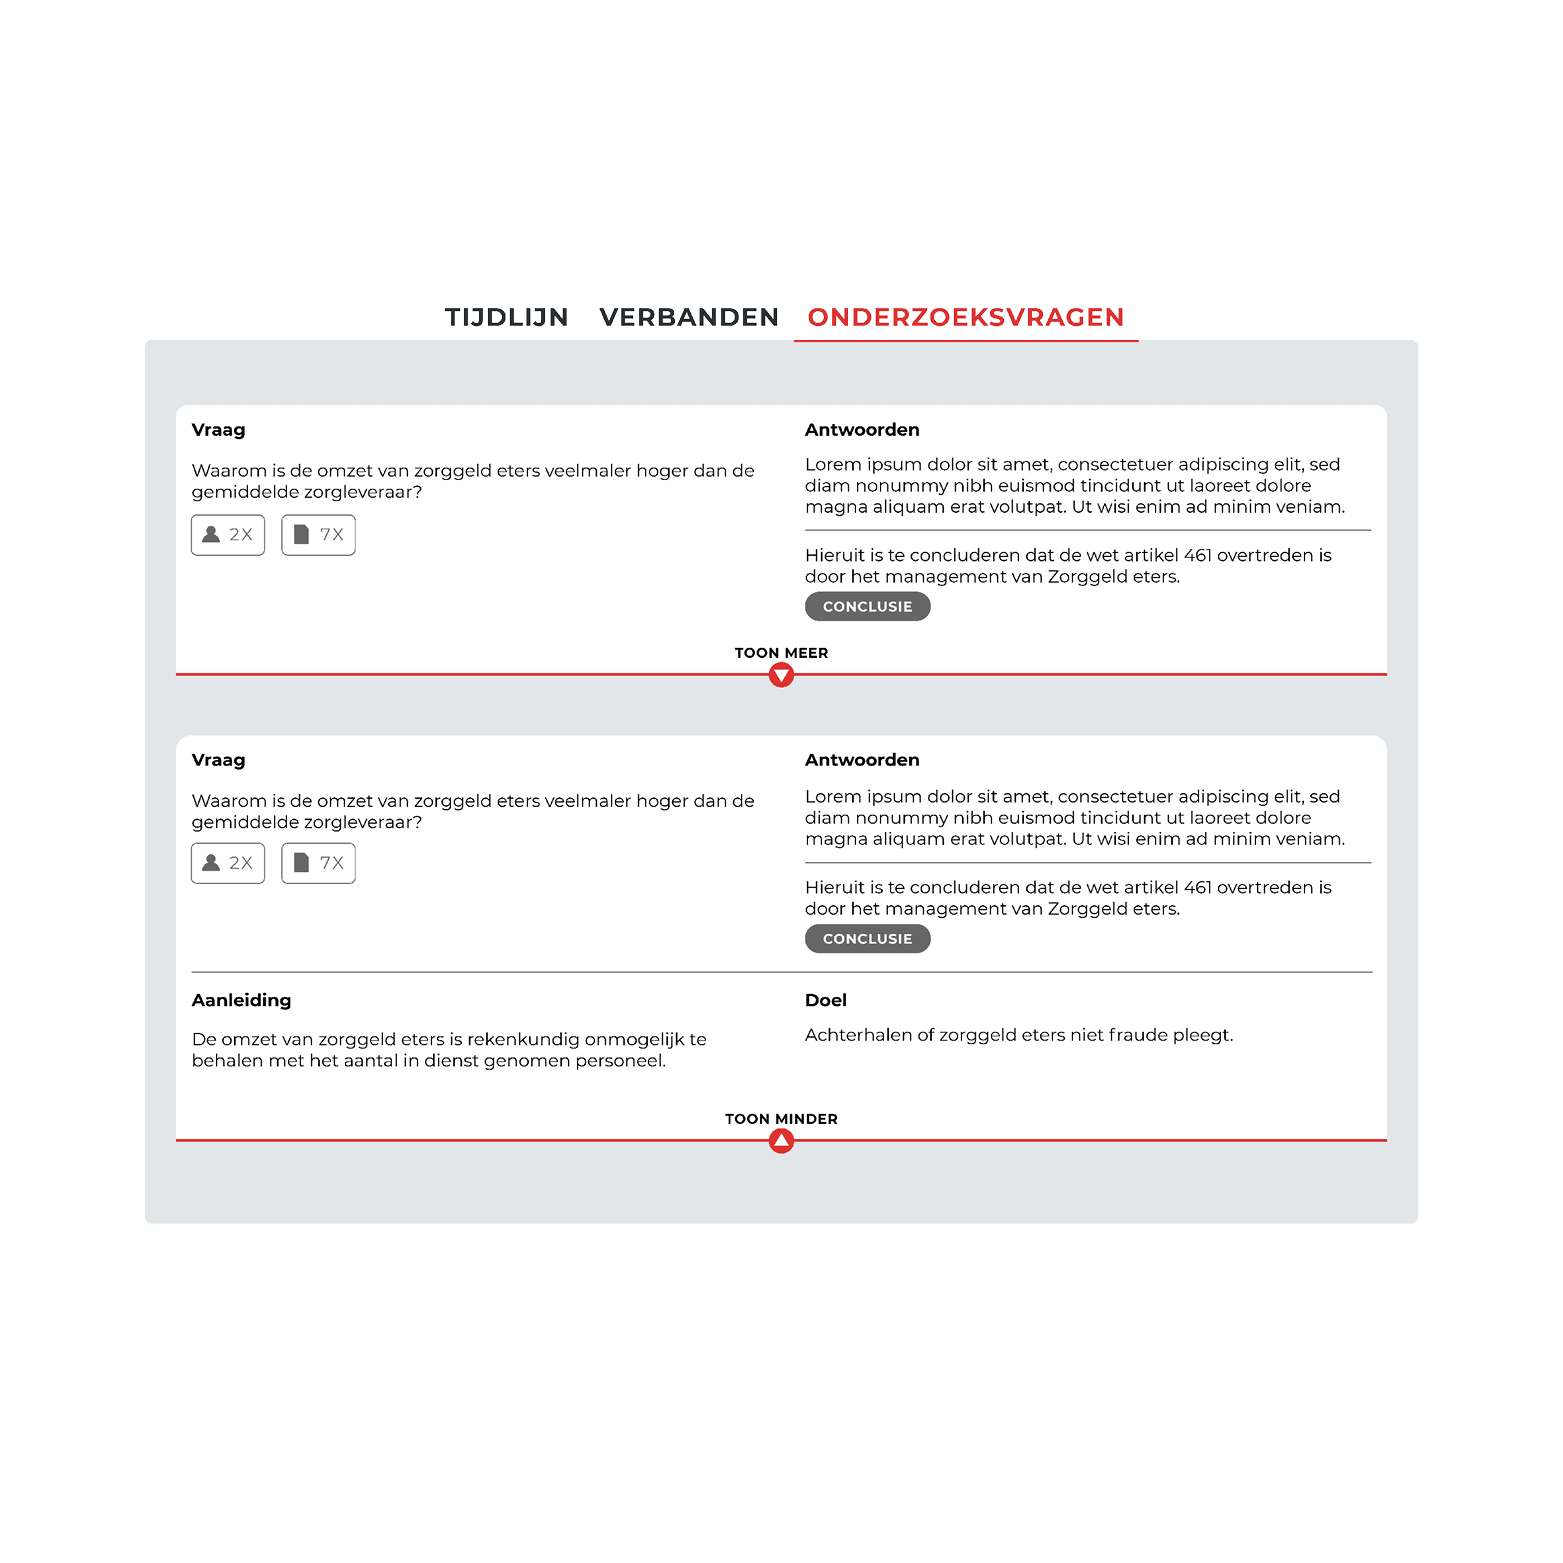 TIJDLIJN VERBANDEN ONDERZOEKSVRAGEN
Vraag
Waarom is de omzet van zorggeld eters veelmaler hoger dan de
gemiddelde zorgleveraar?
2X 7X
Antwoorden
Lorem ipsum dolor sit amet, consectetuer adipiscing elit, sed
diam nonummy nibh euismod tincidunt ut laoreet dolore
magna aliquam erat volutpat. Ut wisi enim ad minim veniam.
Hieruit is te concluderen dat de wet artikel 461 overtreden is
door het management van Zorggeld eters.
CONCLUSIE
TOON MEER
Vraag
Waarom is de omzet van zorggeld eters veelmaler hoger dan de
gemiddelde zorgleveraar?
2X 7X
Antwoorden
Lorem ipsum dolor sit amet, consectetuer adipiscing elit, sed
diam nonummy nibh euismod tincidunt ut laoreet dolore
magna aliquam erat volutpat. Ut wisi enim ad minim veniam.
Hieruit is te concluderen dat de wet artikel 461 overtreden is
door het management van Zorggeld eters.
CONCLUSIE
Aanleiding
De omzet van zorggeld eters is rekenkundig onmogelijk te
behalen met het aantal in dienst genomen personeel.
Doel
Achterhalen of zorggeld eters niet fraude pleegt.
TOON MINDER